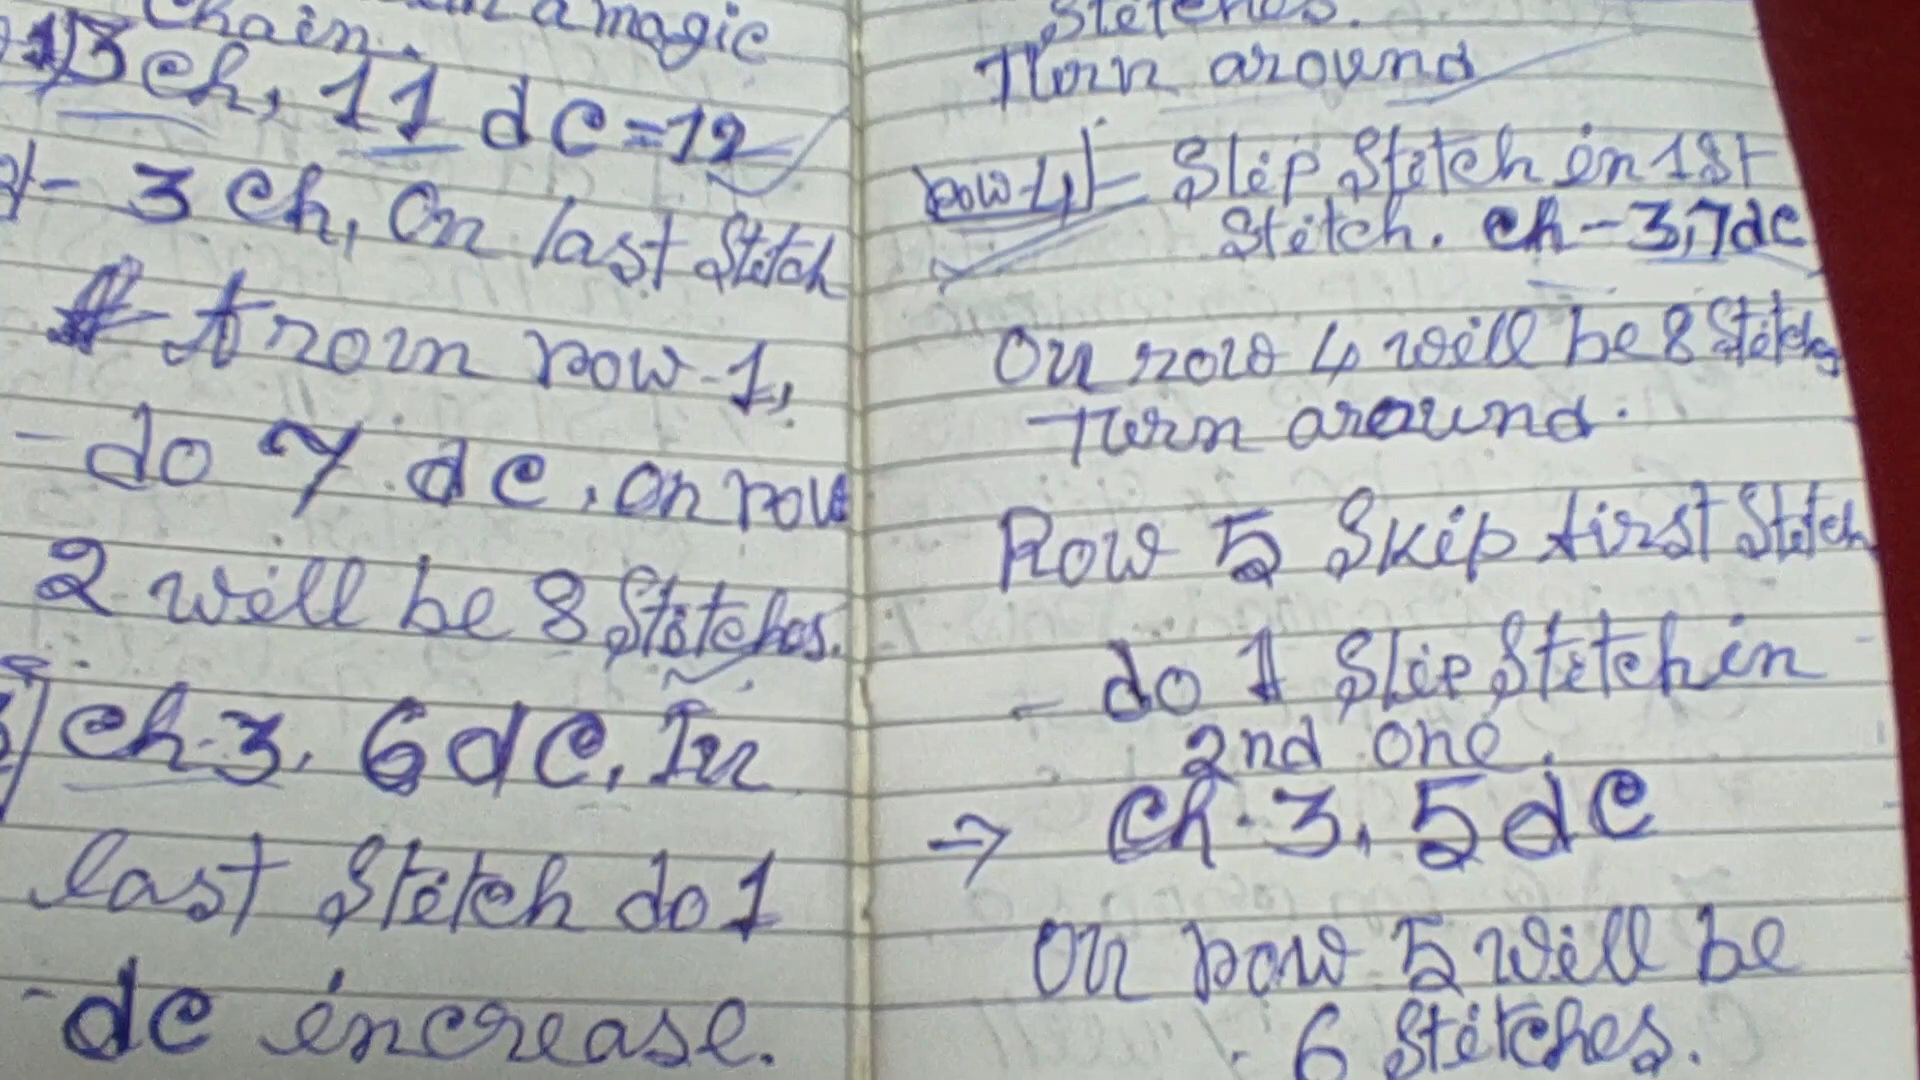 chain. a magic
1) 3 ch, 11 dc = 12
- 3 ch, On last Stitch
from row-1,
- do 7 dc, on row
2 will be 8 Stitches.
ch-3, 6 dc, In
last Stitch do 1
- dc increase.
Stitches.
Turn around
row-4) - Slip Stitch in 1st
Stitch. ch-3, 7dc
On row 4 will be 8 Stitches
Turn around.
Row 5 Skip first Stitch
- do 1 Slip Stitch in
2nd one.
→ ch-3, 5 dc
On row 5 will be
6 Stitches.